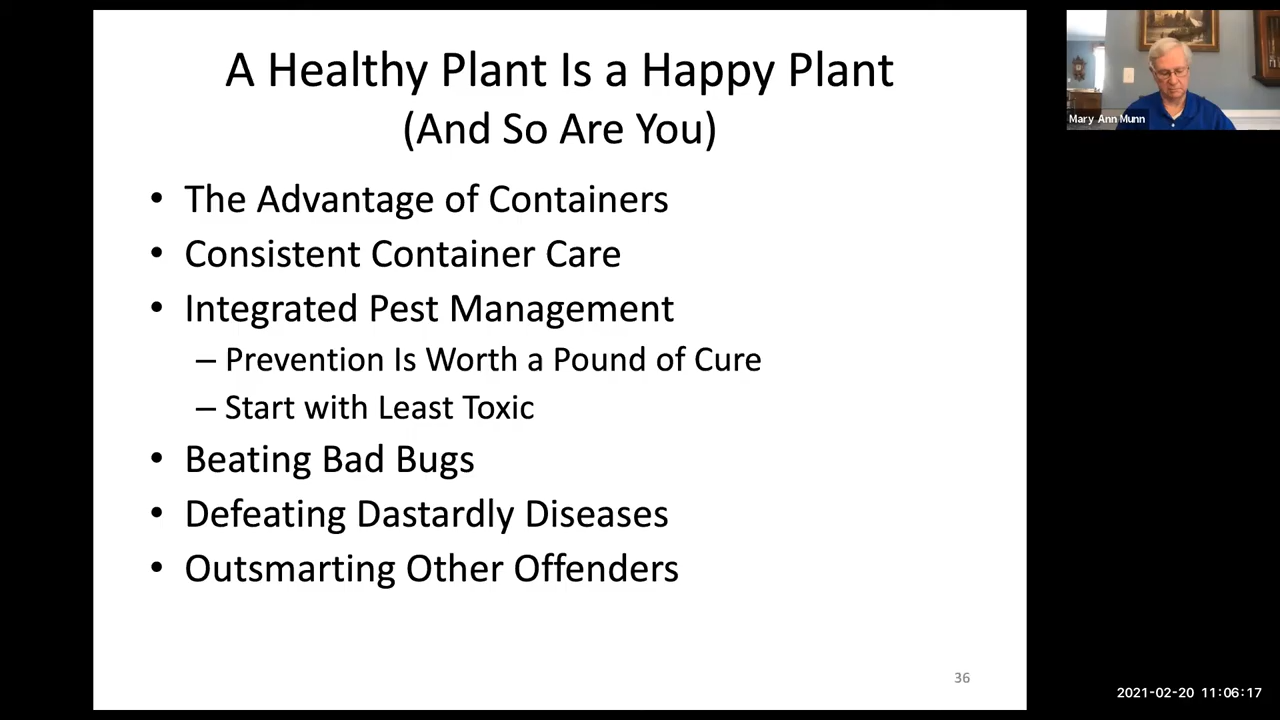 A Healthy Plant Is a Happy Plant
(And So Are You)
• The Advantage of Containers
• Consistent Container Care
• Integrated Pest Management
– Prevention Is Worth a Pound of Cure
– Start with Least Toxic
• Beating Bad Bugs
• Defeating Dastardly Diseases
• Outsmarting Other Offenders
36
Mary Ann Munn
2021-02-20 11:06:17